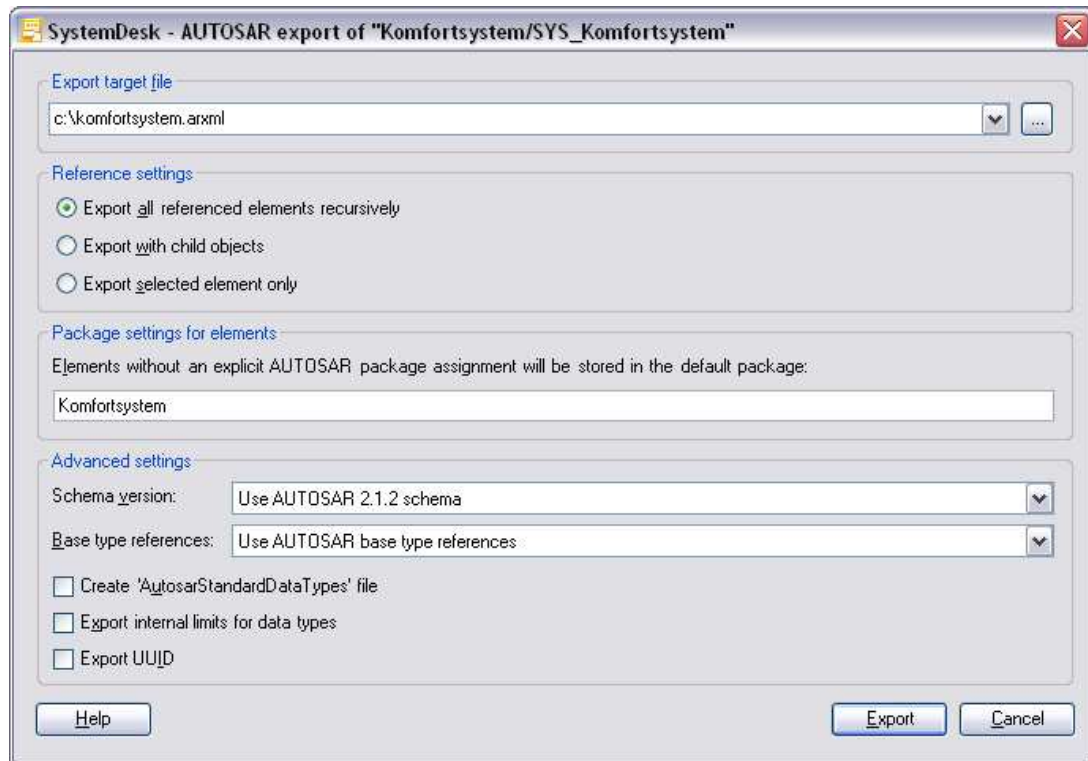 SystemDesk - AUTOSAR export of "Komfortsystem/SYS_Komfortsystem"
Export target file
c:\komfortsystem.arxml
...
Reference settings
Export all referenced elements recursively
Export with child objects
Export selected element only
Package settings for elements
Elements without an explicit AUTOSAR package assignment will be stored in the default package:
Komfortsystem
Advanced settings
Schema version: Use AUTOSAR 2.1.2 schema
Base type references: Use AUTOSAR base type references
Create 'AutosarStandardDataTypes' file
Export internal limits for data types
Export UUID
Help Export Cancel